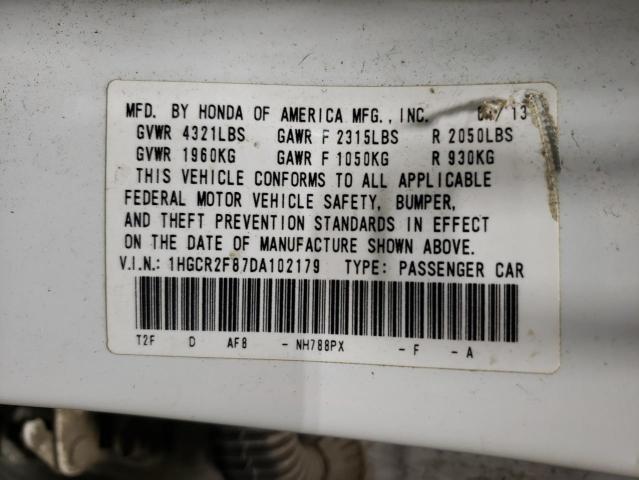 MFD. BY HONDA OF AMERICA MFG., INC. /13
GVWR 4321LBS GAWR F 2315LBS R 2050LBS
GVWR 1960KG GAWR F 1050KG R 930KG
THIS VEHICLE CONFORMS TO ALL APPLICABLE
FEDERAL MOTOR VEHICLE SAFETY, BUMPER,
AND THEFT PREVENTION STANDARDS IN EFFECT
ON THE DATE OF MANUFACTURE SHOWN ABOVE.
V.I.N.: 1HGCR2F87DA102179 TYPE: PASSENGER CAR
T2F D AF8 - NH788PX - F - A